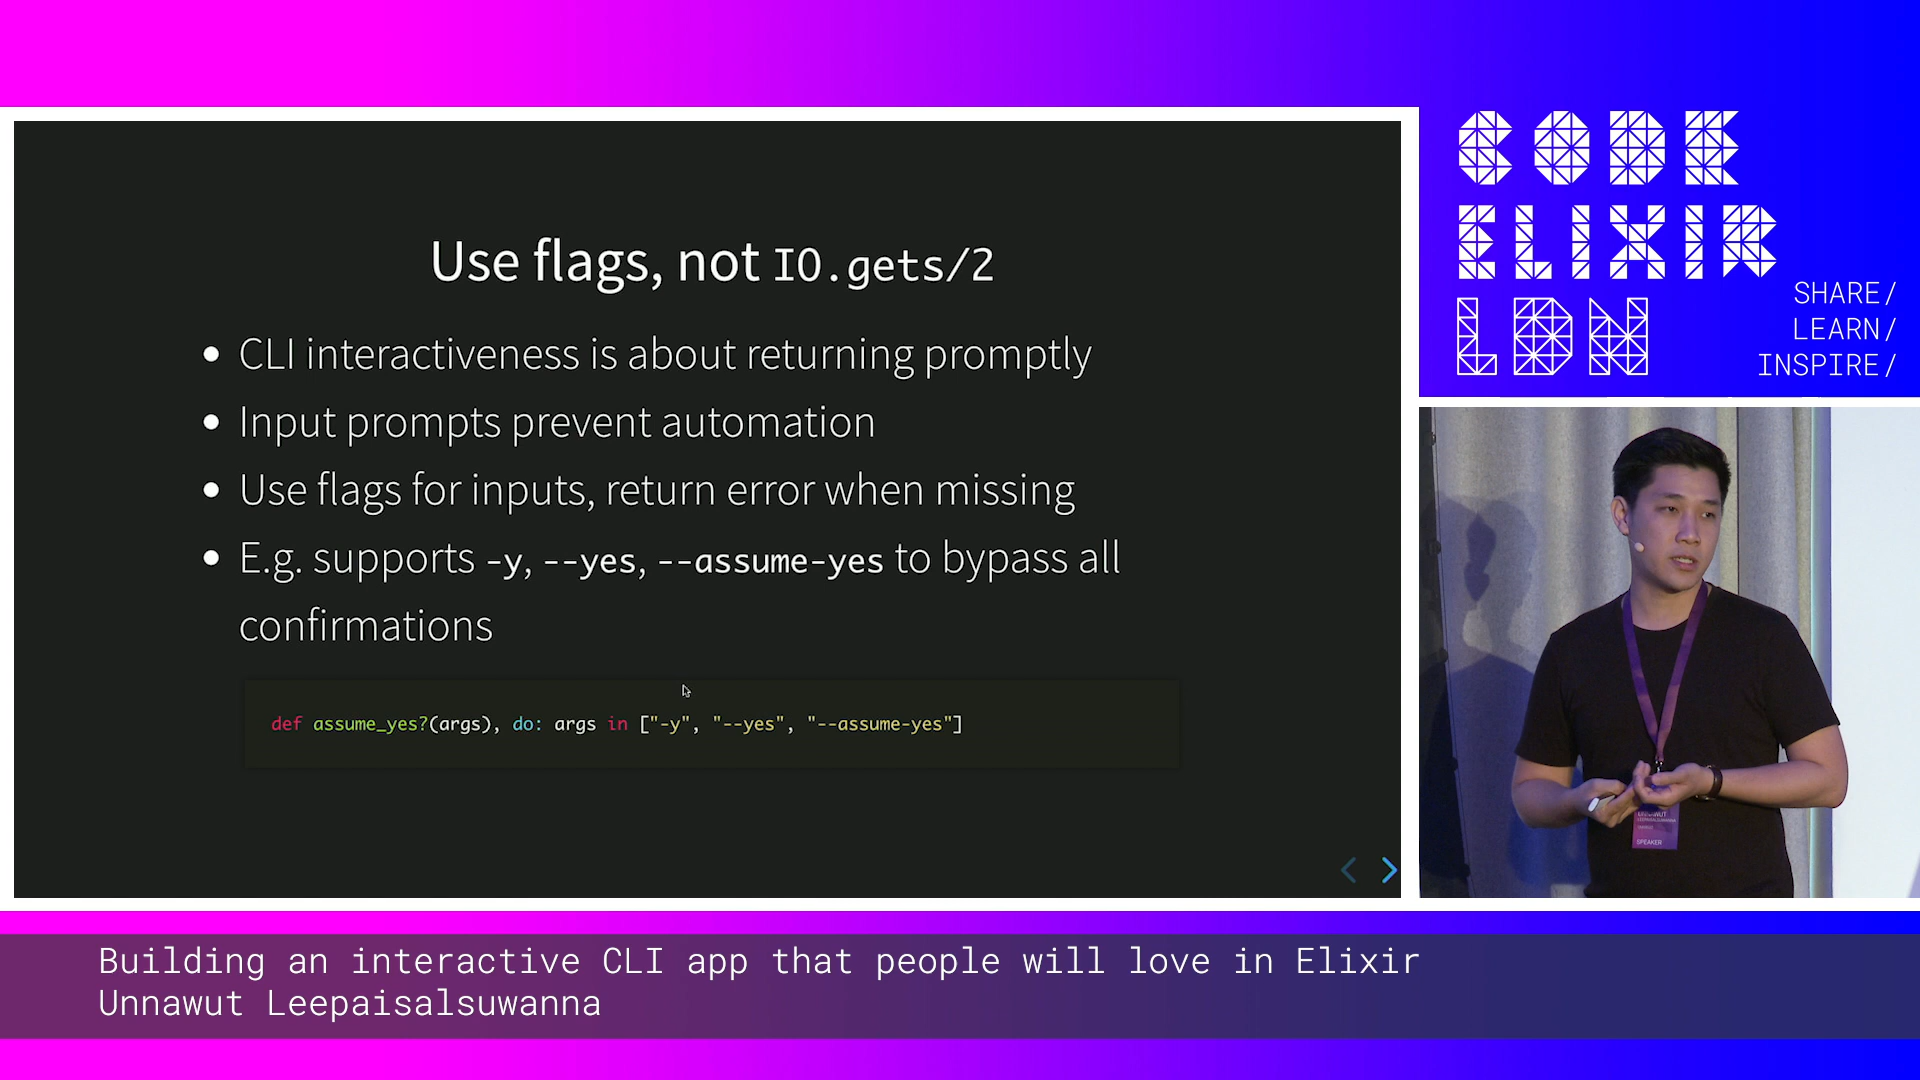 Use flags, not IO.gets/2
CLI interactiveness is about returning promptly
Input prompts prevent automation
Use flags for inputs, return error when missing
E.g. supports -y, --yes, --assume-yes to bypass all
confirmations
def assume_yes?(args), do: args in ["-y", "--yes", "--assume-yes"]
CODE
ELIXIR
LDN
SHARE/
LEARN/
INSPIRE/
LEEPAISALSUWANNA
SPEAKER
Building an interactive CLI app that people will love in Elixir
Unnawut Leepaisalsuwanna